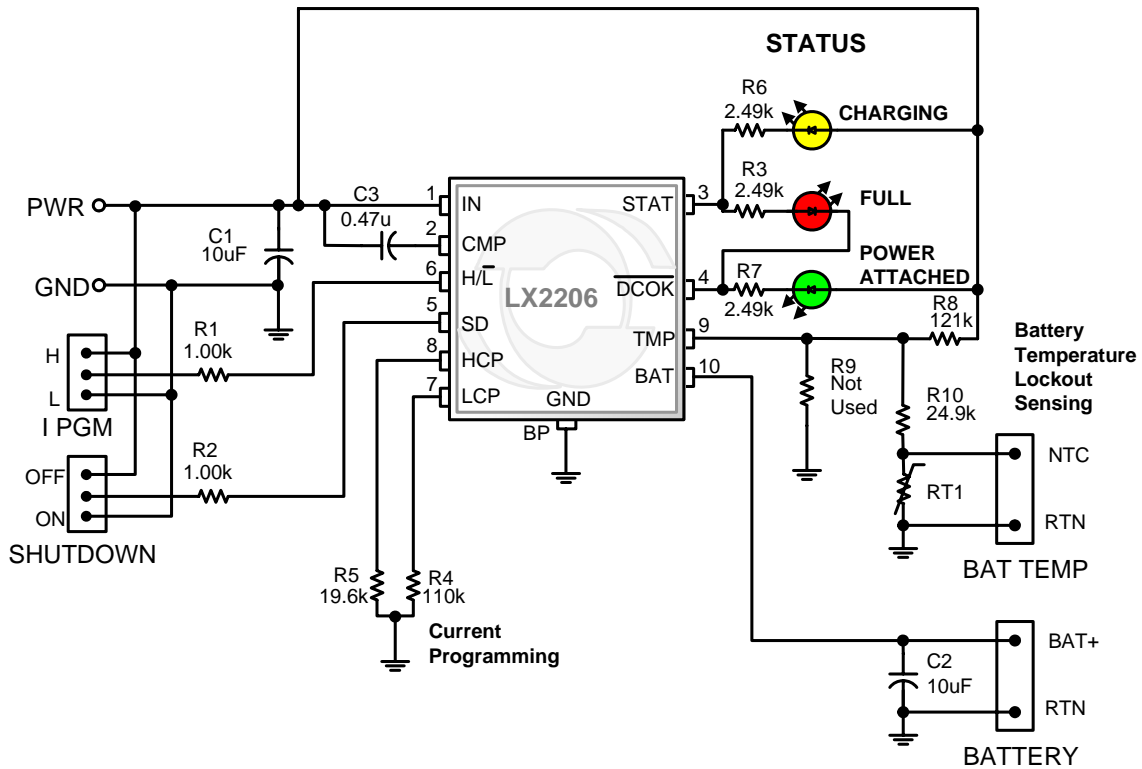 STATUS
R6
2.49k
CHARGING
R3
2.49k
FULL
POWER
ATTACHED
R7
2.49k
R8
121k
PWR
GND
C1
10uF
C3
0.47u
1
IN
2
CMP
6
H/L̅
5
SD
8
HCP
7
LCP
LX2206
3
STAT
4
D̅C̅O̅K̅
9
TMP
10
BAT
GND
BP
H
L
I PGM
R1
1.00k
OFF
ON
SHUTDOWN
R2
1.00k
R5
19.6k
R4
110k
Current
Programming
R9
Not
Used
R10
24.9k
RT1
Battery
Temperature
Lockout
Sensing
NTC
RTN
BAT TEMP
C2
10uF
BAT+
RTN
BATTERY